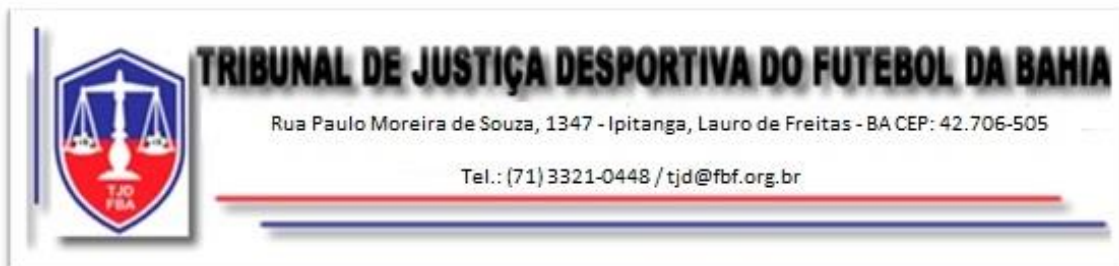 TRIBUNAL DE JUSTIÇA DESPORTIVA DO FUTEBOL DA BAHIA
Rua Paulo Moreira de Souza, 1347 - Ipitanga, Lauro de Freitas - BA CEP: 42.706-505
Tel.: (71) 3321-0448 / tjd@fbf.org.br
TJD
FBA